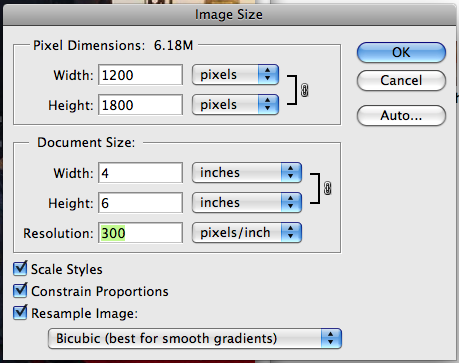 Image Size
Pixel Dimensions: 6.18M
Width: 1200 pixels
Height: 1800 pixels
Document Size:
Width: 4 inches
Height: 6 inches
Resolution: 300 pixels/inch
Scale Styles
Constrain Proportions
Resample Image:
Bicubic (best for smooth gradients)
OK
Cancel
Auto...